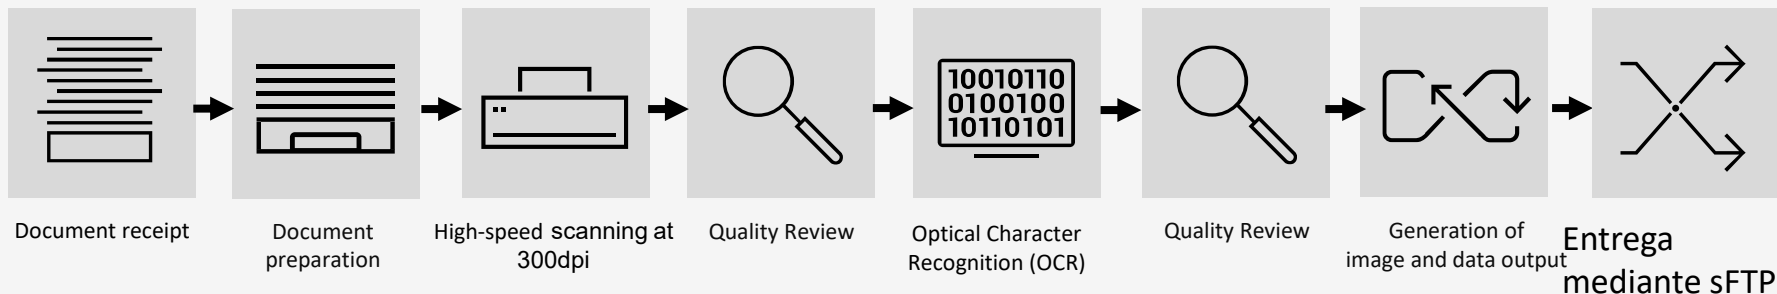 Document receipt
Document
preparation
High-speed scanning at
300dpi
Quality Review
10010110
0100100
10110101
Optical Character
Recognition (OCR)
Quality Review
Generation of
image and data output
Entrega
mediante sFTP